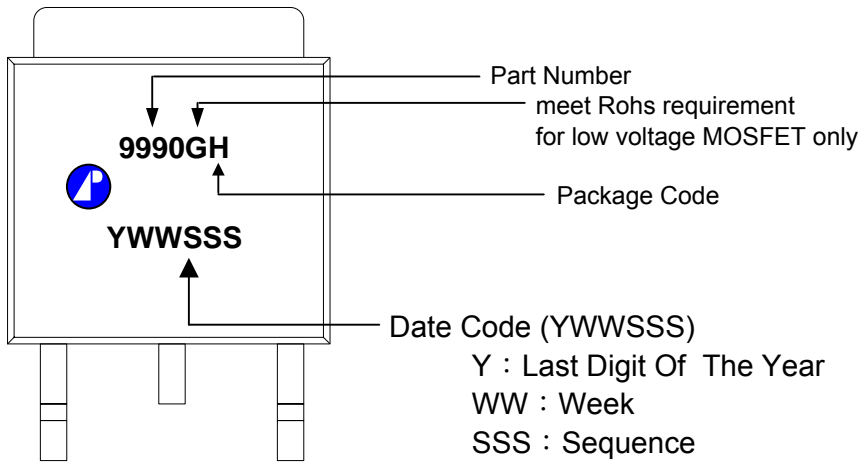 Part Number
meet Rohs requirement
for low voltage MOSFET only
9990GH
Package Code
YWWSSS
Date Code (YWWSSS)
Y：Last Digit Of The Year
WW：Week
SSS：Sequence